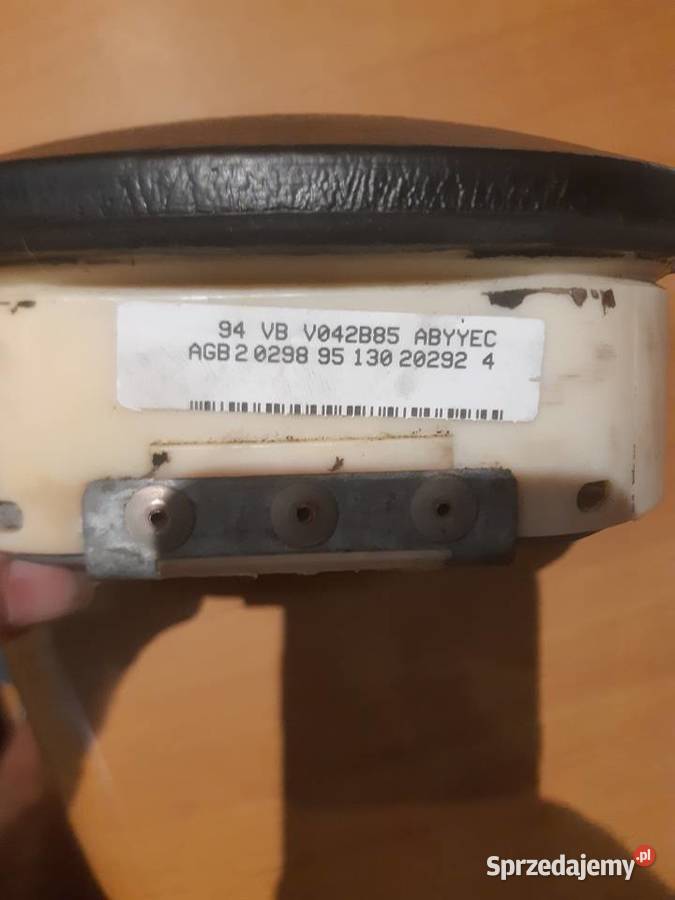 94 VB V042B85 ABYYEC
AGB 2 0298 95 130 20292 4
Sprzedajemy.pl